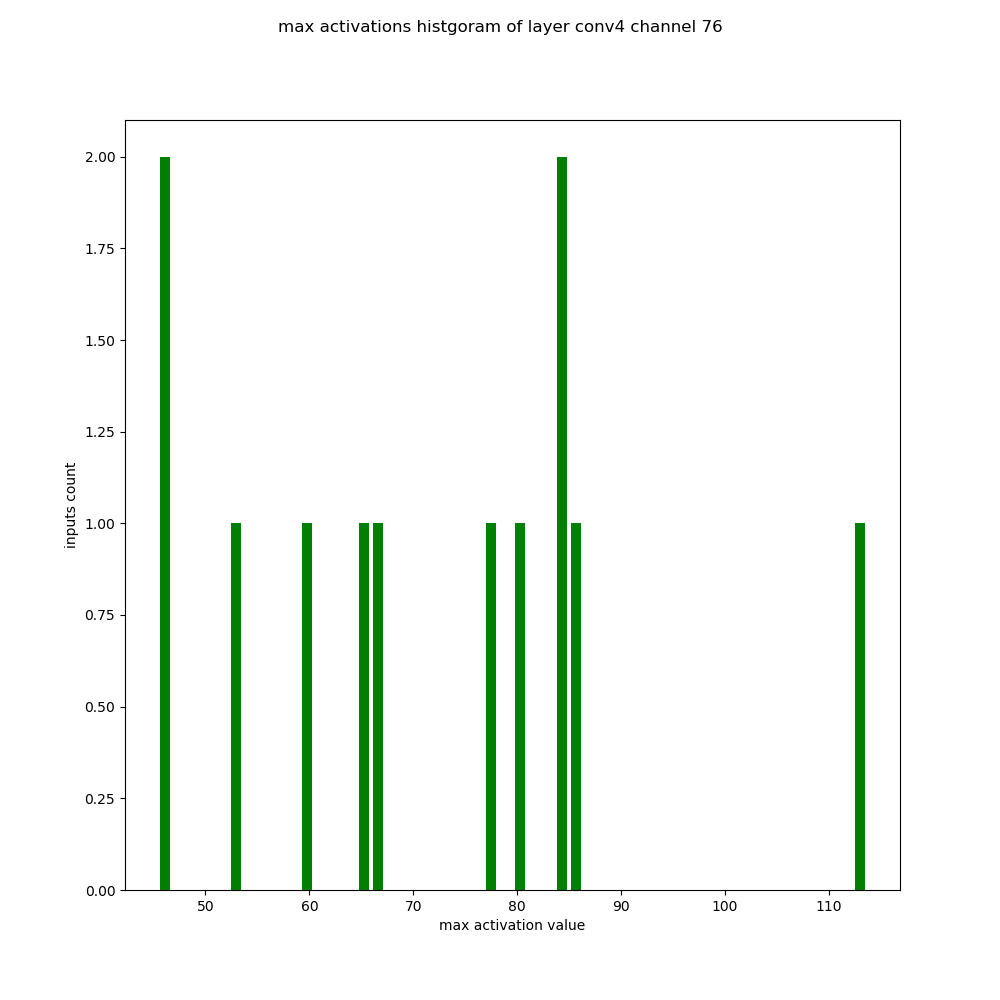 max activations histgoram of layer conv4 channel 76
2.00
1.75
1.50
1.25
1.00
0.75
0.50
0.25
0.00
inputs count
50 60 70 80 90 100 110
max activation value